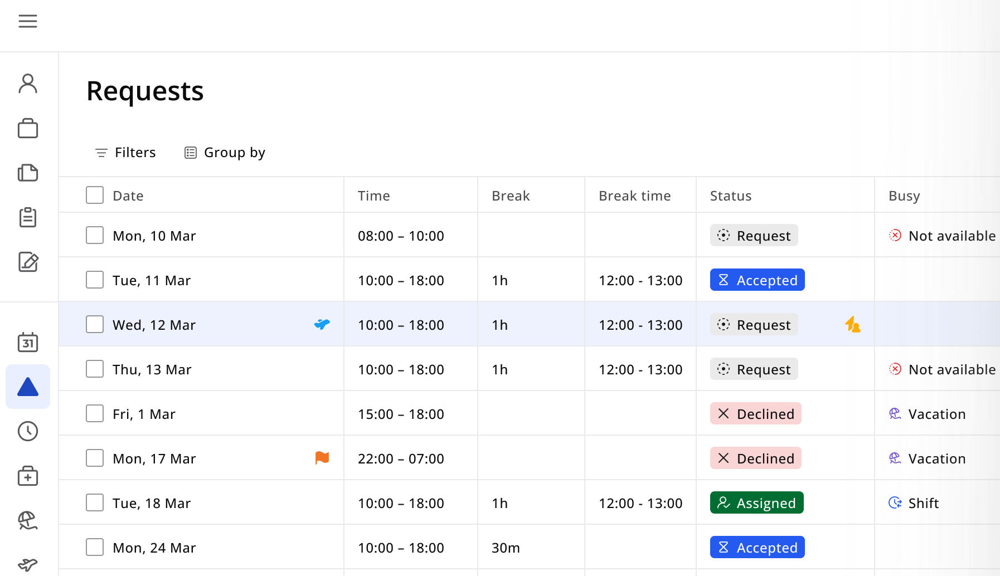 Requests
Filters Group by
Date Time Break Break time Status Busy
Mon, 10 Mar 08:00 – 10:00 Request Not available
Tue, 11 Mar 10:00 – 18:00 1h 12:00 - 13:00 Accepted
31
Wed, 12 Mar 10:00 – 18:00 1h 12:00 - 13:00 Request
Thu, 13 Mar 10:00 – 18:00 1h 12:00 - 13:00 Request Not available
Fri, 1 Mar 15:00 – 18:00 Declined Vacation
Mon, 17 Mar 22:00 – 07:00 Declined Vacation
Tue, 18 Mar 10:00 – 18:00 1h 12:00 - 13:00 Assigned Shift
Mon, 24 Mar 10:00 – 18:00 30m Accepted